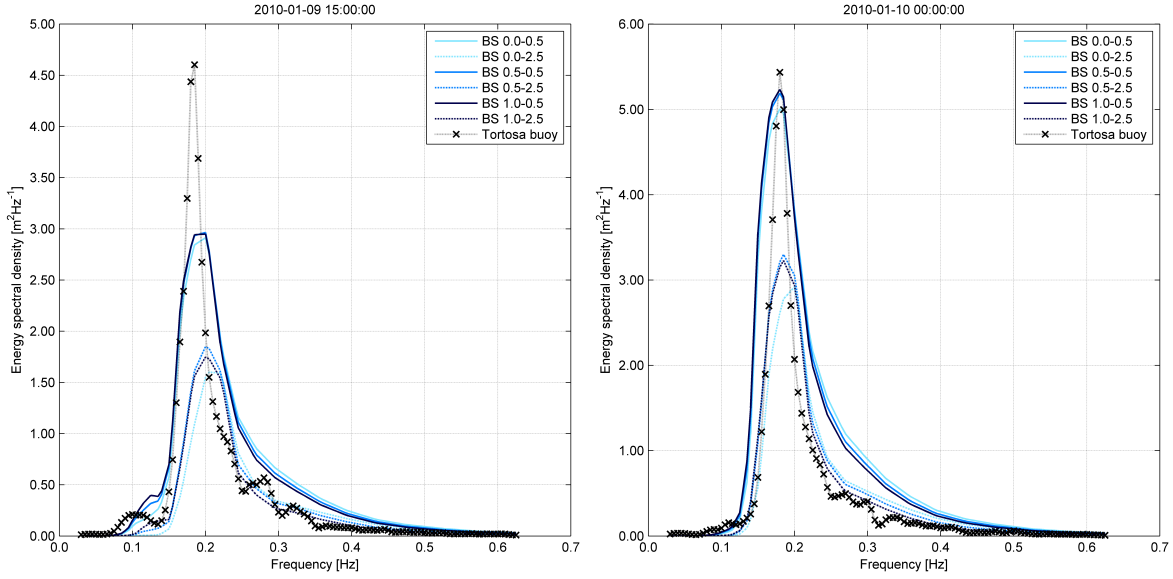 2010-01-09 15:00:00
5.00
4.50
4.00
3.50
3.00
2.50
2.00
1.50
1.00
0.50
0.00
Energy spectral density [m²Hz⁻¹]
0.0 0.1 0.2 0.3 0.4 0.5 0.6 0.7
Frequency [Hz]
BS 0.0-0.5
BS 0.0-2.5
BS 0.5-0.5
BS 0.5-2.5
BS 1.0-0.5
BS 1.0-2.5
Tortosa buoy
2010-01-10 00:00:00
6.00
5.00
4.00
3.00
2.00
1.00
0.00
Energy spectral density [m²Hz⁻¹]
0.0 0.1 0.2 0.3 0.4 0.5 0.6 0.7
Frequency [Hz]
BS 0.0-0.5
BS 0.0-2.5
BS 0.5-0.5
BS 0.5-2.5
BS 1.0-0.5
BS 1.0-2.5
Tortosa buoy